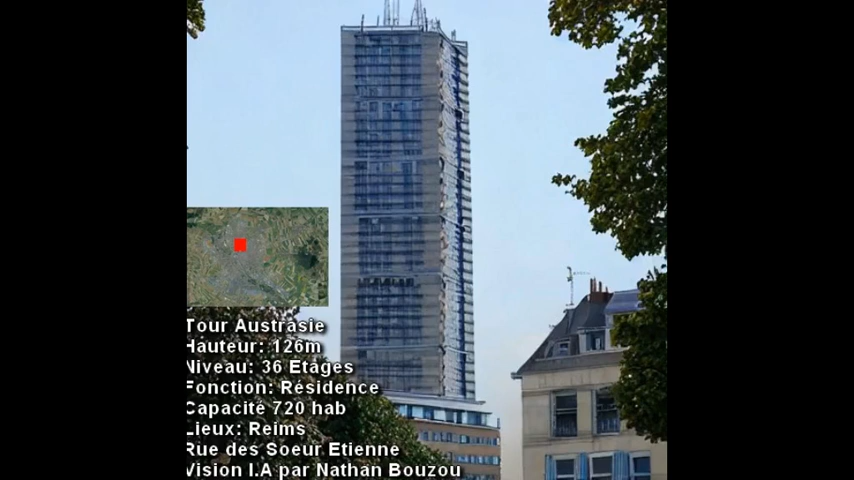 Tour Austrasie
Hauteur: 126m
Niveau: 36 Etages
Fonction: Résidence
Capacité 720 hab
Lieux: Reims
Rue des Soeur Etienne
Vision I.A par Nathan Bouzou